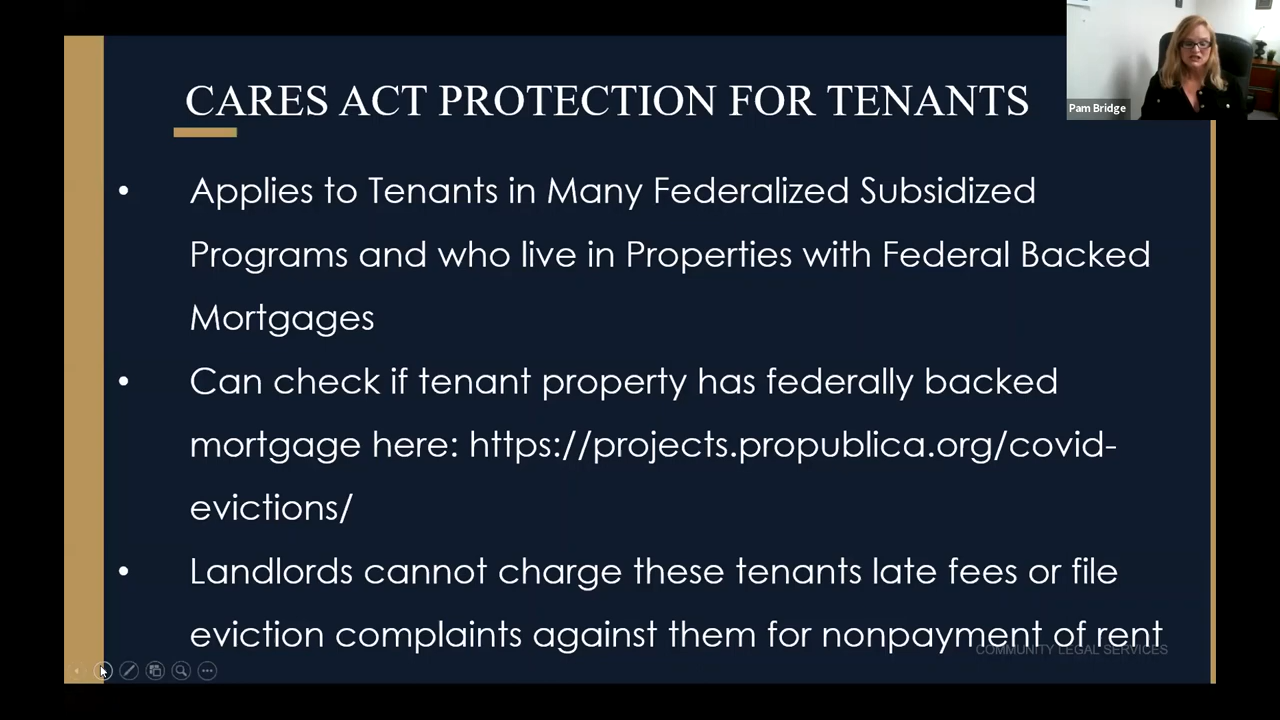 CARES ACT PROTECTION FOR TENANTS
Pam Bridge
• Applies to Tenants in Many Federalized Subsidized
Programs and who live in Properties with Federal Backed
Mortgages
• Can check if tenant property has federally backed
mortgage here: https://projects.propublica.org/covid-
evictions/
• Landlords cannot charge these tenants late fees or file
eviction complaints against them for nonpayment of rent
COMMUNITY LEGAL SERVICES